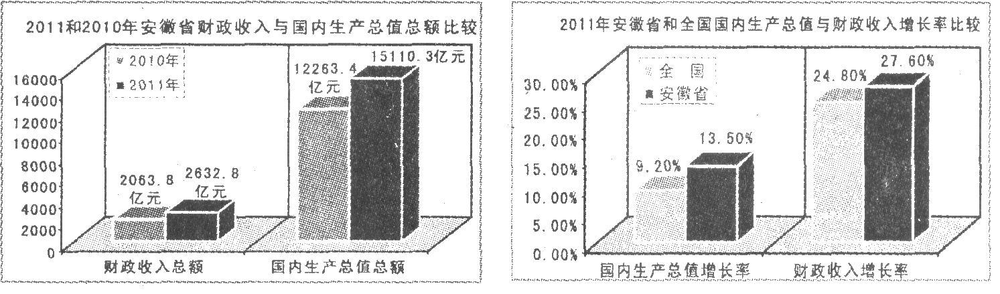 2011和2010年安徽省财政收入与国内生产总值总额比较
2010年
2011年
16000
14000
12000
10000
8000
6000
4000
2000
0
2063.8
亿元
2632.8
亿元
12263.4
亿元
15110.3亿元
财政收入总额
国内生产总值总额
2011年安徽省和全国国内生产总值与财政收入增长率比较
全 国
安徽省
30.00%
25.00%
20.00%
15.00%
10.00%
5.00%
0.00%
9.20%
13.50%
24.80%
27.60%
国内生产总值增长率
财政收入增长率